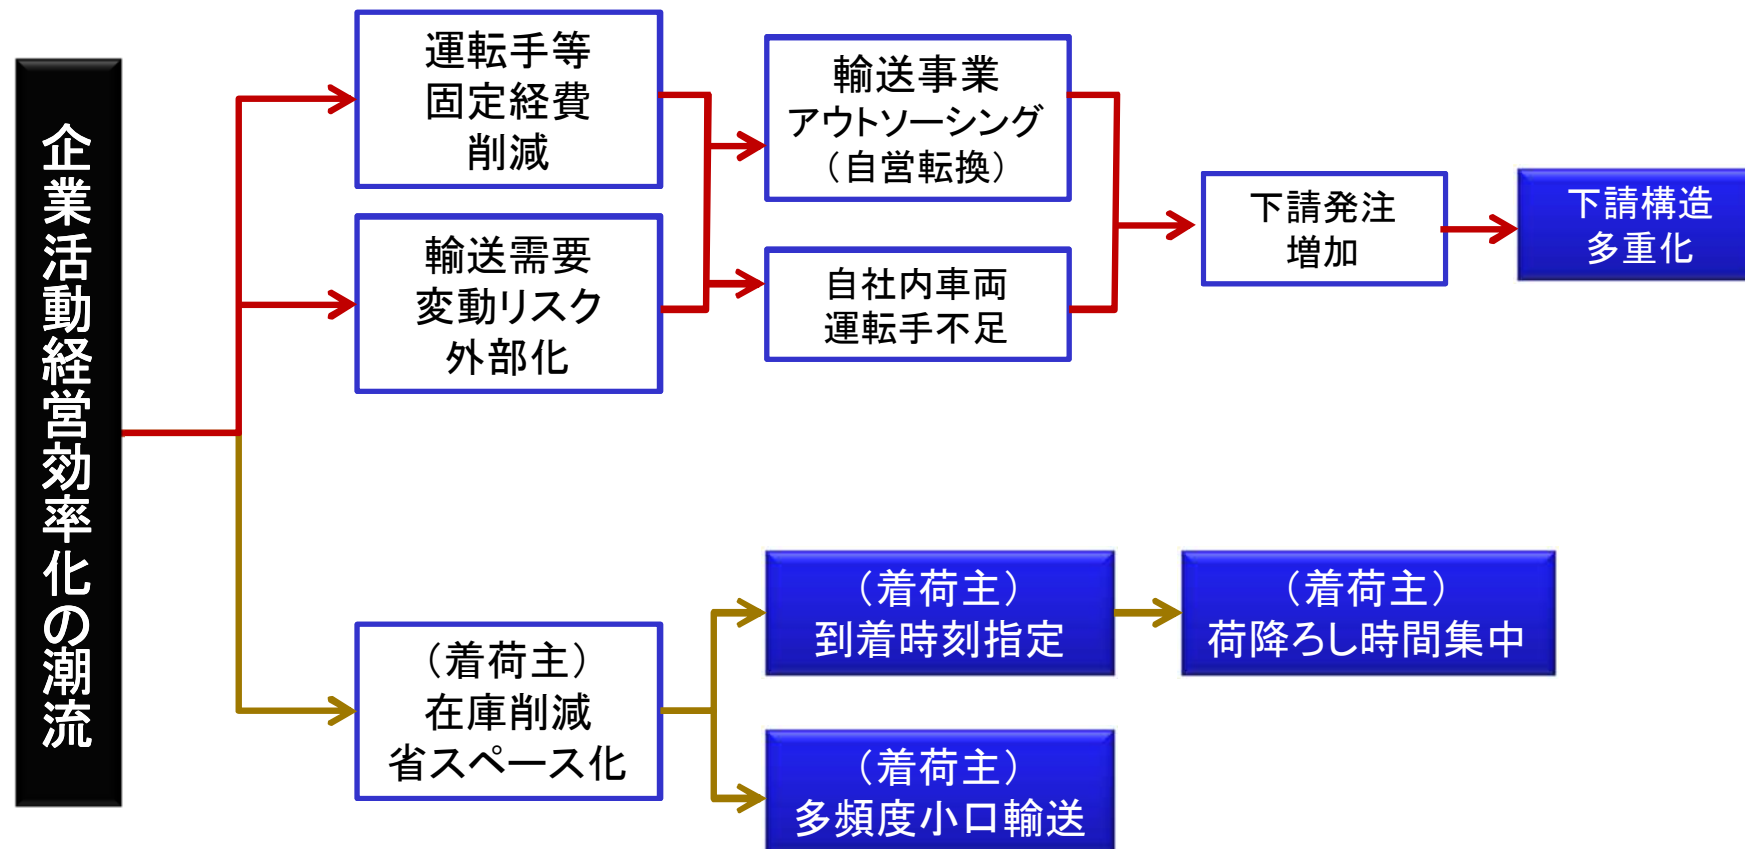 企業活動経営効率化の潮流
運転手等
固定経費
削減
輸送需要
変動リスク
外部化
輸送事業
アウトソーシング
（自営転換）
自社内車両
運転手不足
下請発注
増加
下請構造
多重化
（着荷主）
在庫削減
省スペース化
（着荷主）
到着時刻指定
（着荷主）
荷降ろし時間集中
（着荷主）
多頻度小口輸送